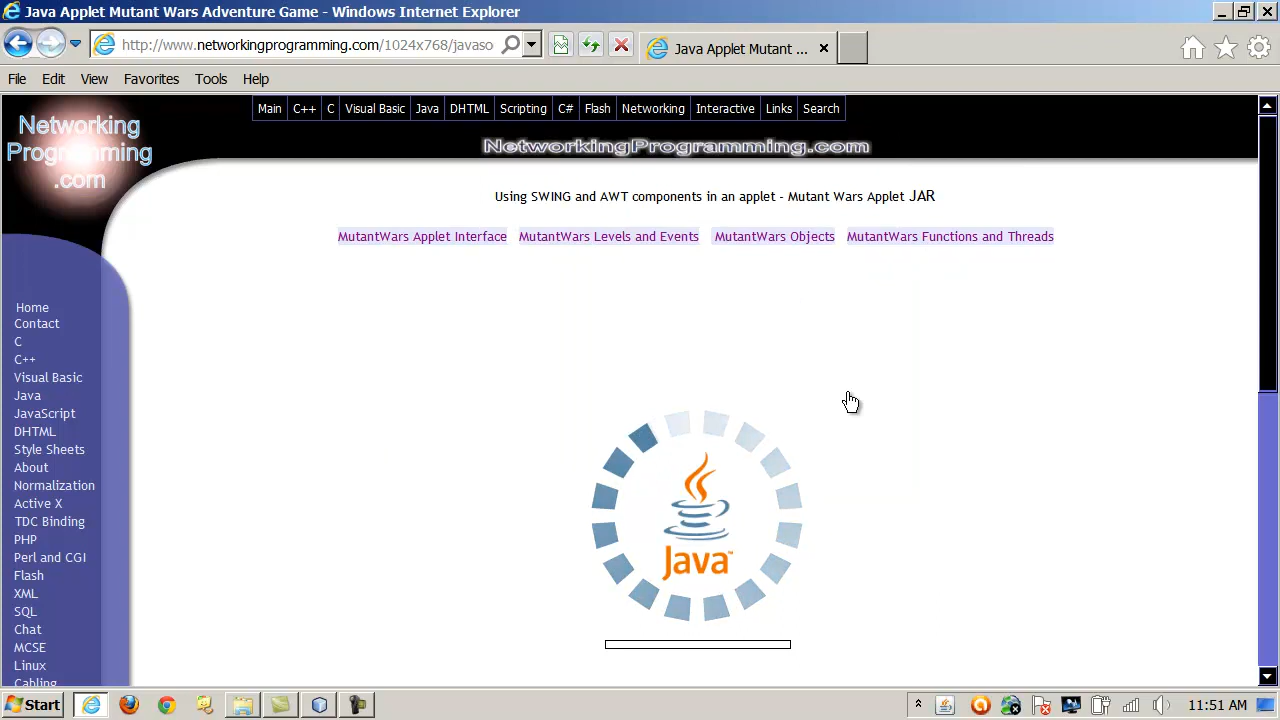 Java Applet Mutant Wars Adventure Game - Windows Internet Explorer
http://www.networkingprogramming.com/1024x768/javaso
Java Applet Mutant ...
File Edit View Favorites Tools Help
Main C++ C Visual Basic Java DHTML Scripting C# Flash Networking Interactive Links Search
Networking
Programming
.com
NetworkingProgramming.com
Using SWING and AWT components in an applet - Mutant Wars Applet JAR
MutantWars Applet Interface MutantWars Levels and Events MutantWars Objects MutantWars Functions and Threads
Home
Contact
C
C++
Visual Basic
Java
JavaScript
DHTML
Style Sheets
About
Normalization
Active X
TDC Binding
PHP
Perl and CGI
Flash
XML
SQL
Chat
MCSE
Linux
Cabling
Java™
Start
11:51 AM